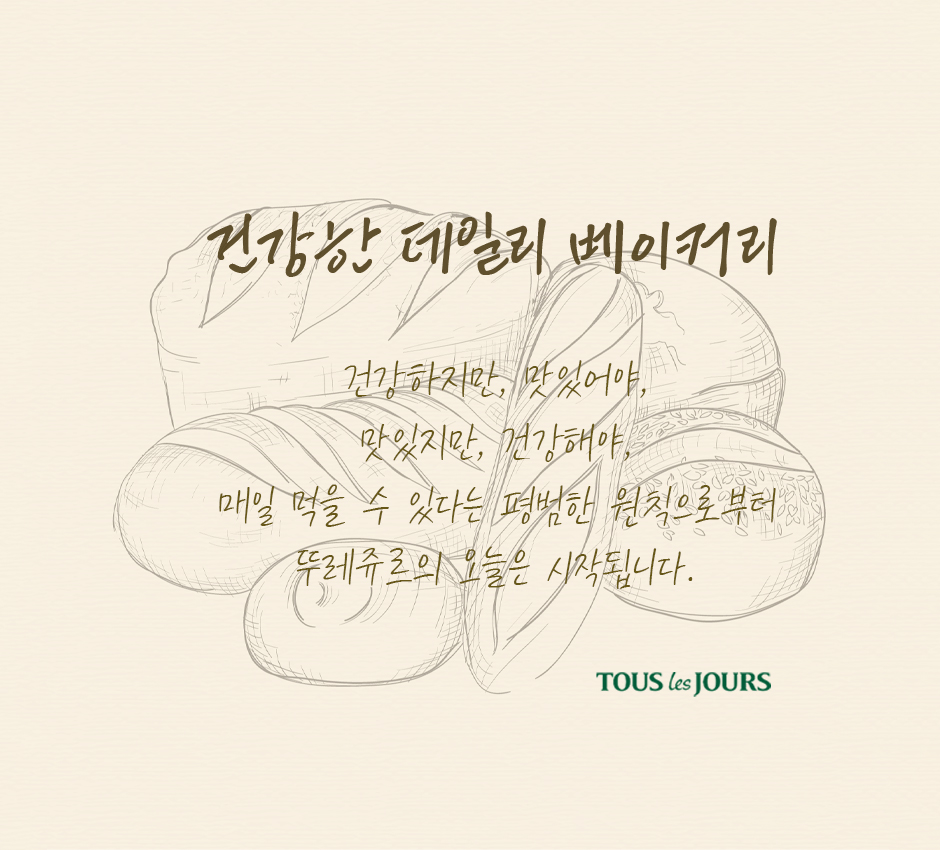 건강한 데일리 베이커리
건강하지만, 맛있어야,
맛있지만, 건강해야,
매일 먹을 수 있다는 평범한 원칙으로부터
뚜레쥬르의 오늘은 시작됩니다.
TOUS les JOURS